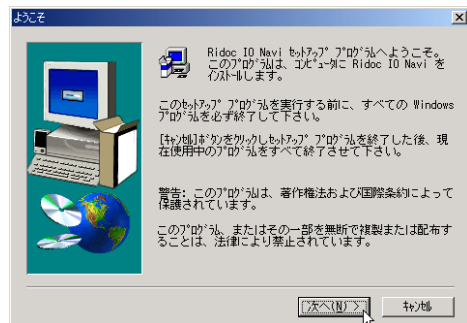 ようこそ
Ridoc IO Navi ｾｯﾄｱｯﾌﾟ ﾌﾟﾛｸﾞﾗﾑへようこそ。
このﾌﾟﾛｸﾞﾗﾑは、ｺﾝﾋﾟｭｰﾀに Ridoc IO Navi を
ｲﾝｽﾄｰﾙします。
このｾｯﾄｱｯﾌﾟ ﾌﾟﾛｸﾞﾗﾑを実行する前に、すべての Windows
ﾌﾟﾛｸﾞﾗﾑを必ず終了して下さい。
[ｷｬﾝｾﾙ]ﾎﾞﾀﾝをｸﾘｯｸしｾｯﾄｱｯﾌﾟ ﾌﾟﾛｸﾞﾗﾑを終了した後、現
在使用中のﾌﾟﾛｸﾞﾗﾑをすべて終了させて下さい。
警告: このﾌﾟﾛｸﾞﾗﾑは、著作権法および国際条約によって
保護されています。
このﾌﾟﾛｸﾞﾗﾑ、またはその一部を無断で複製または配布す
ることは、法律により禁止されています。
次へ(N) >
ｷｬﾝｾﾙ